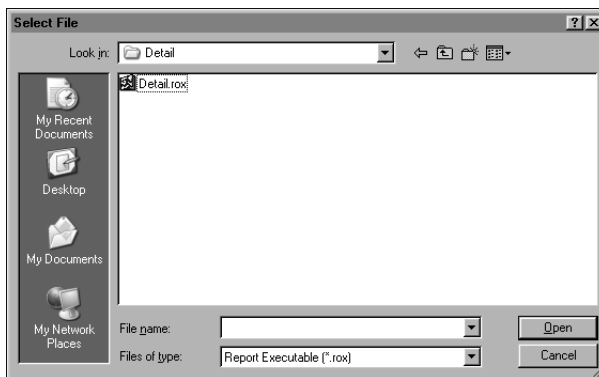 Select File
Look in:
Detail
Detail.rox
My Recent
Documents
Desktop
My Documents
My Network
Places
File name:
Open
Files of type:
Report Executable (*.rox)
Cancel